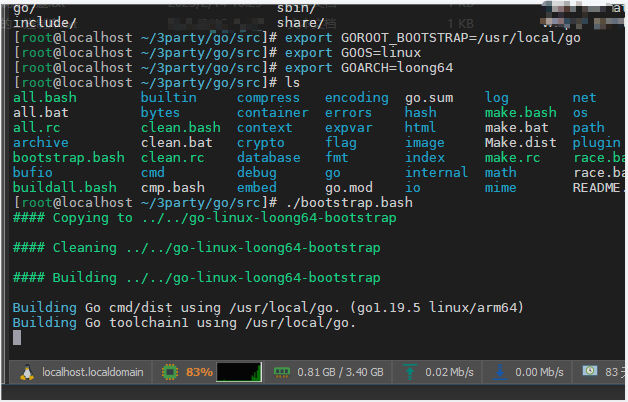 go/ sbin/
include/ share/
[root@localhost ~/3party/go/src]# export GOROOT_BOOTSTRAP=/usr/local/go
[root@localhost ~/3party/go/src]# export GOOS=linux
[root@localhost ~/3party/go/src]# export GOARCH=loong64
[root@localhost ~/3party/go/src]# ls
all.bash builtin compress encoding go.sum log net
all.bat bytes container errors hash make.bash os
all.rc clean.bash context expvar html make.bat path
archive clean.bat crypto flag image Make.dist plugin
bootstrap.bash clean.rc database fmt index make.rc race.ba
bufio cmd debug go internal math race.ba
buildall.bash cmp.bash embed go.mod io mime README.
[root@localhost ~/3party/go/src]# ./bootstrap.bash
#### Copying to ../../go-linux-loong64-bootstrap
#### Cleaning ../../go-linux-loong64-bootstrap
#### Building ../../go-linux-loong64-bootstrap
Building Go cmd/dist using /usr/local/go. (go1.19.5 linux/arm64)
Building Go toolchain1 using /usr/local/go.
localhost.localdomain 83% 0.81 GB / 3.40 GB 0.02 Mb/s 0.00 Mb/s 83